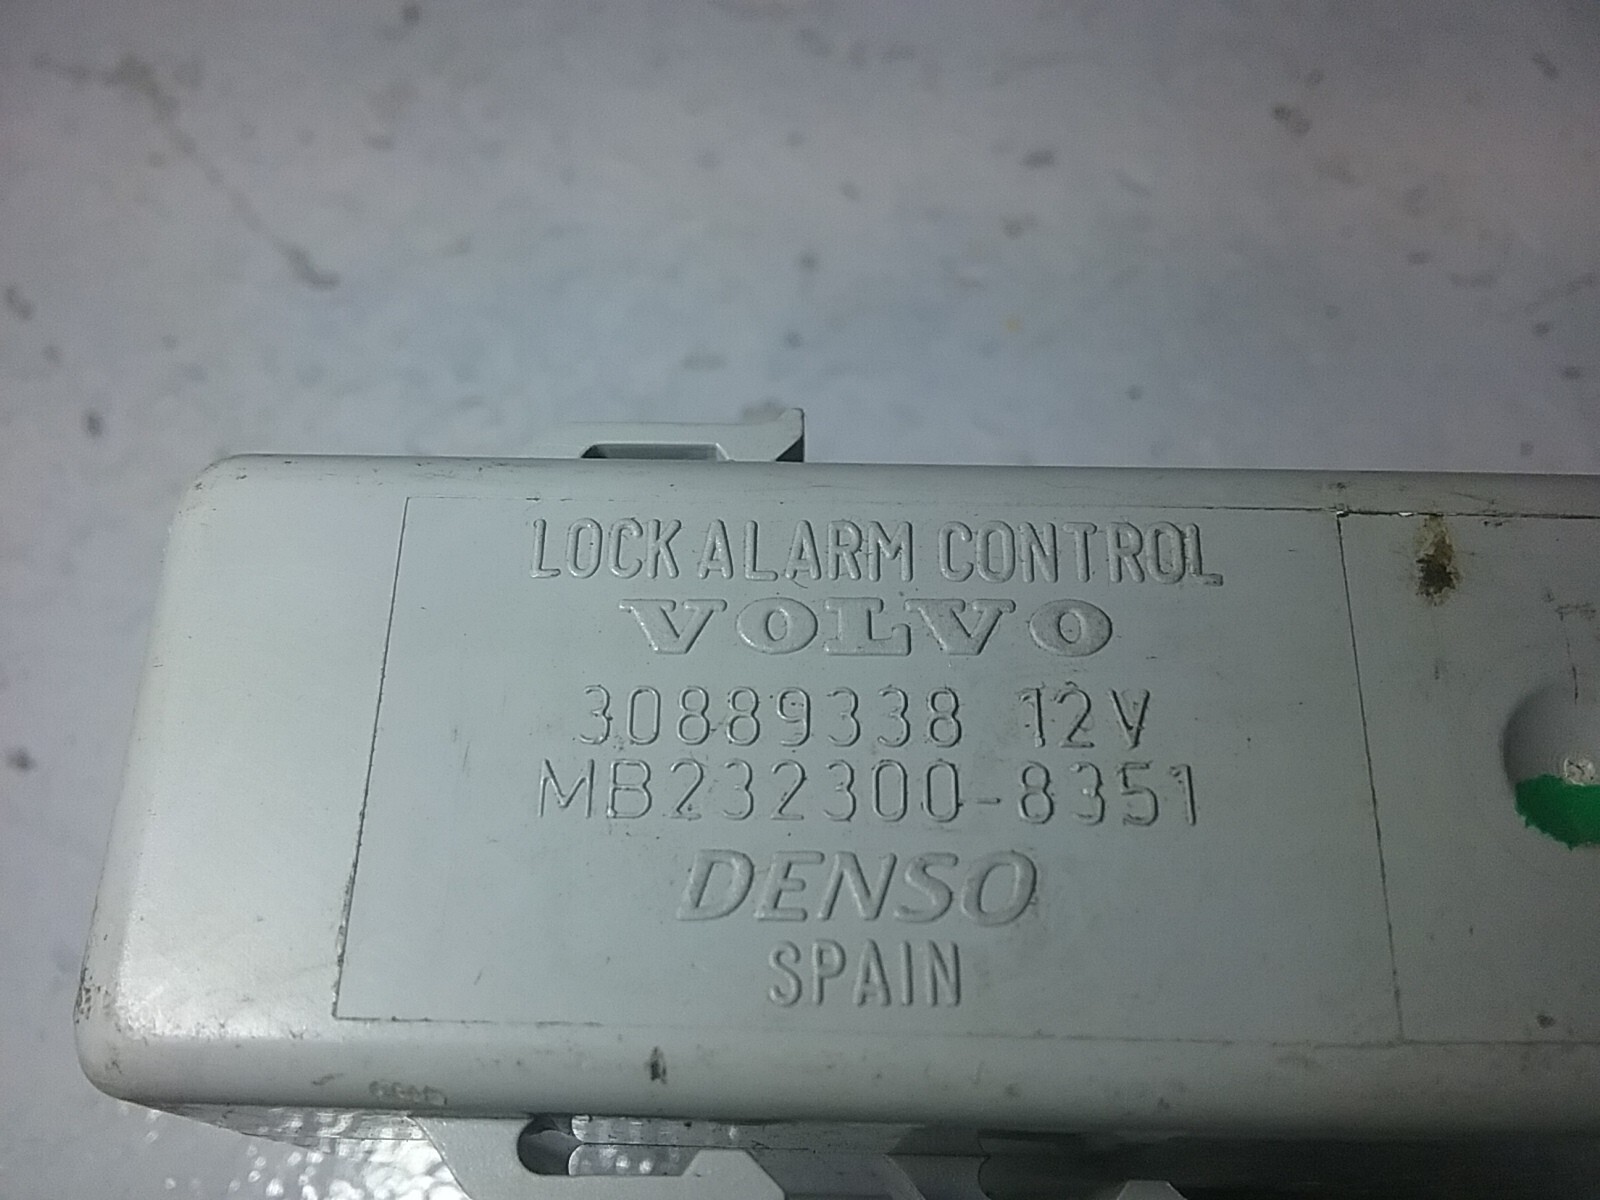 LOCK ALARM CONTROL
VOLVO
30889338 12V
MB232300-8351
DENSO
SPAIN